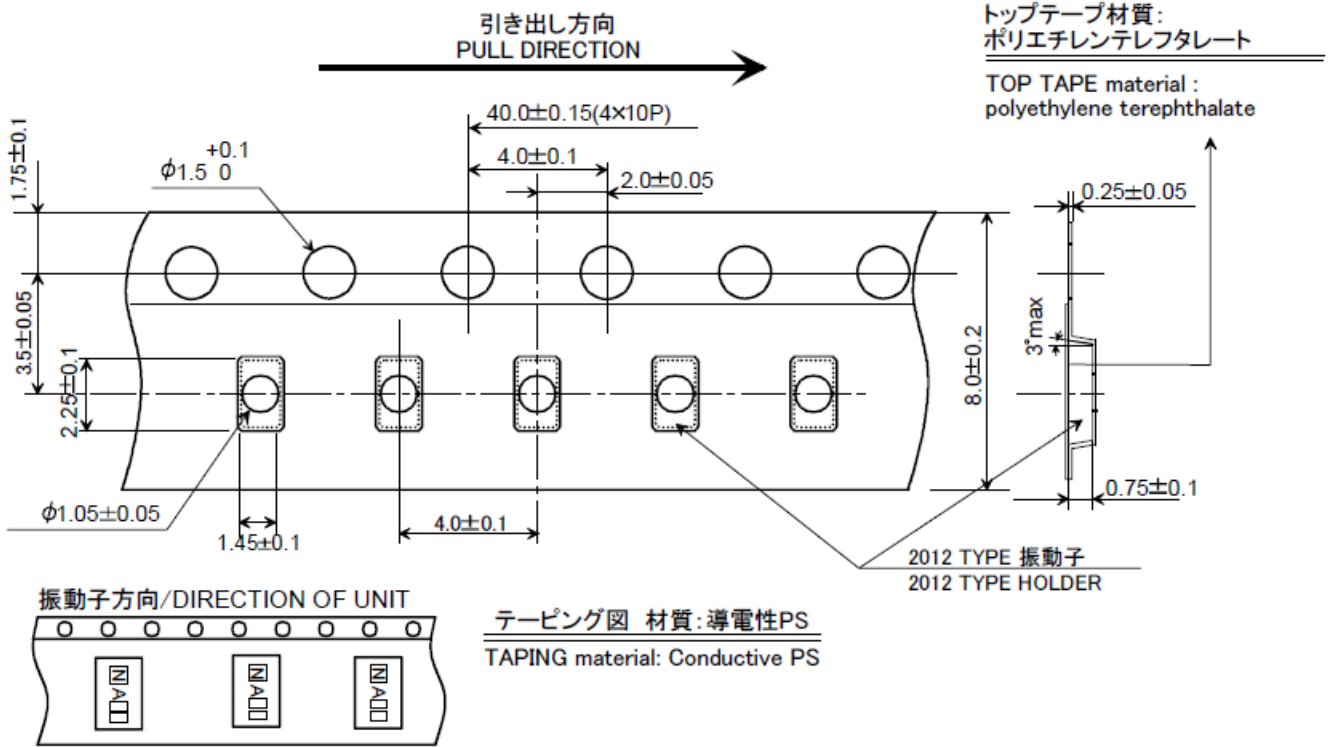 引き出し方向
PULL DIRECTION
トップテープ材質:
ポリエチレンテレフタレート
TOP TAPE material :
polyethylene terephthalate
40.0±0.15(4×10P)
4.0±0.1
2.0±0.05
+0.1
ϕ1.5 0
1.75±0.1
3.5±0.05
2.25±0.1
ϕ1.05±0.05
1.45±0.1
4.0±0.1
8.0±0.2
0.25±0.05
3°max
0.75±0.1
2012 TYPE 振動子
2012 TYPE HOLDER
振動子方向/DIRECTION OF UNIT
NA□□
NA□□
NA□□
テーピング図 材質:導電性PS
TAPING material: Conductive PS